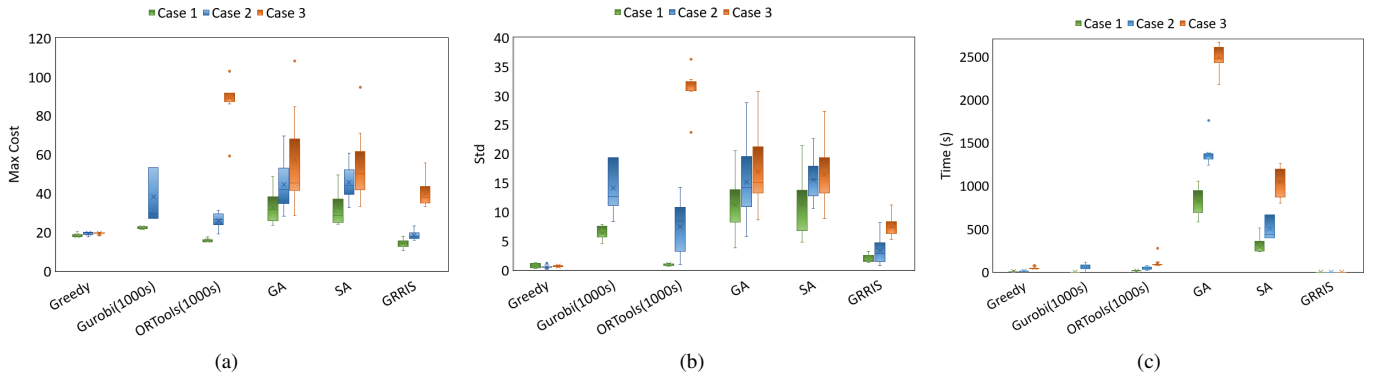 Case 1 Case 2 Case 3
Max Cost
120
100
80
60
40
20
0
Greedy
Gurobi(1000s)
ORTools(1000s)
GA
SA
GRRIS
(a)
Case 1 Case 2 Case 3
Std
40
35
30
25
20
15
10
5
0
Greedy
Gurobi(1000s)
ORTools(1000s)
GA
SA
GRRIS
(b)
Case 1 Case 2 Case 3
Time (s)
2500
2000
1500
1000
500
0
Greedy
Gurobi(1000s)
ORTools(1000s)
GA
SA
GRRIS
(c)